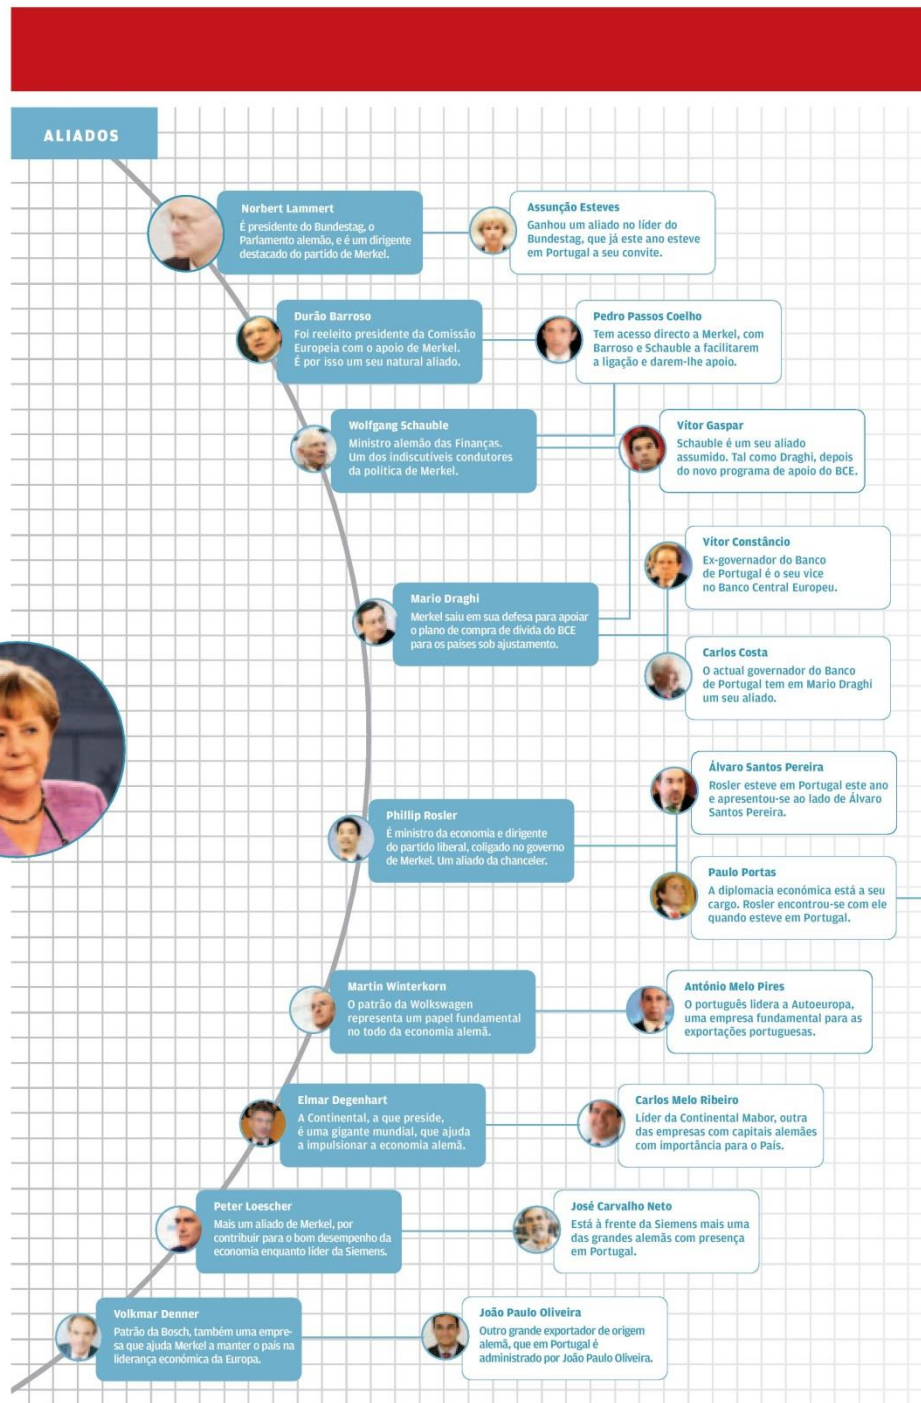 ALIADOS
Norbert Lammert
É presidente do Bundestag, o
Parlamento alemão, e é um dirigente
destacado do partido de Merkel.
Assunção Esteves
Ganhou um aliado no líder do
Bundestag, que já este ano esteve
em Portugal a seu convite.
Durão Barroso
Foi reeleito presidente da Comissão
Europeia com o apoio de Merkel.
É por isso um seu natural aliado.
Pedro Passos Coelho
Tem acesso directo a Merkel, com
Barroso e Schauble a facilitarem
a ligação e darem-lhe apoio.
Wolfgang Schauble
Ministro alemão das Finanças.
Um dos indiscutíveis condutores
da política de Merkel.
Vítor Gaspar
Schauble é um seu aliado
assumido. Tal como Draghi, depois
do novo programa de apoio do BCE.
Vítor Constâncio
Ex-governador do Banco
de Portugal é o seu vice
no Banco Central Europeu.
Mario Draghi
Merkel saiu em sua defesa para apoiar
o plano de compra de dívida do BCE
para os países sob ajustamento.
Carlos Costa
O actual governador do Banco
de Portugal tem em Mario Draghi
um seu aliado.
Álvaro Santos Pereira
Rosler esteve em Portugal este ano
e apresentou-se ao lado de Álvaro
Santos Pereira.
Phillip Rosler
É ministro da economia e dirigente
do partido liberal, coligado no governo
de Merkel. Um aliado da chanceler.
Paulo Portas
A diplomacia económica está a seu
cargo. Rosler encontrou-se com ele
quando esteve em Portugal.
Martin Winterkorn
O patrão da Wolkswagen
representa um papel fundamental
no todo da economia alemã.
António Melo Pires
O português lidera a Autoeuropa,
uma empresa fundamental para as
exportações portuguesas.
Elmar Degenhart
A Continental, a que preside,
é uma gigante mundial, que ajuda
a impulsionar a economia alemã.
Carlos Melo Ribeiro
Líder da Continental Mabor, outra
das empresas com capitais alemães
com importância para o País.
Peter Loescher
Mais um aliado de Merkel, por
contribuir para o bom desempenho da
economia enquanto líder da Siemens.
José Carvalho Neto
Está à frente da Siemens mais uma
das grandes alemãs com presença
em Portugal.
Volkmar Denner
Patrão da Bosch, também uma empre-
sa que ajuda Merkel a manter o país na
liderança económica da Europa.
João Paulo Oliveira
Outro grande exportador de origem
alemã, que em Portugal é
administrado por João Paulo Oliveira.